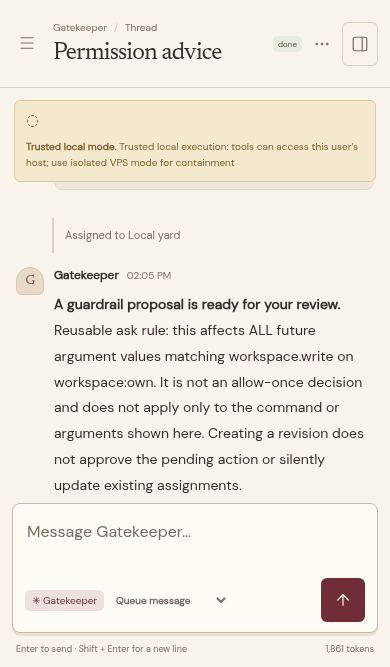 Gatekeeper / Thread
Permission advice
done
Trusted local mode. Trusted local execution: tools can access this user's
host; use isolated VPS mode for containment
Assigned to Local yard
G
Gatekeeper 02:05 PM
A guardrail proposal is ready for your review.
Reusable ask rule: this affects ALL future
argument values matching workspace.write on
workspace:own. It is not an allow-once decision
and does not apply only to the command or
arguments shown here. Creating a revision does
not approve the pending action or silently
update existing assignments.
Message Gatekeeper...
✳ Gatekeeper Queue message
Enter to send · Shift + Enter for a new line 1,861 tokens